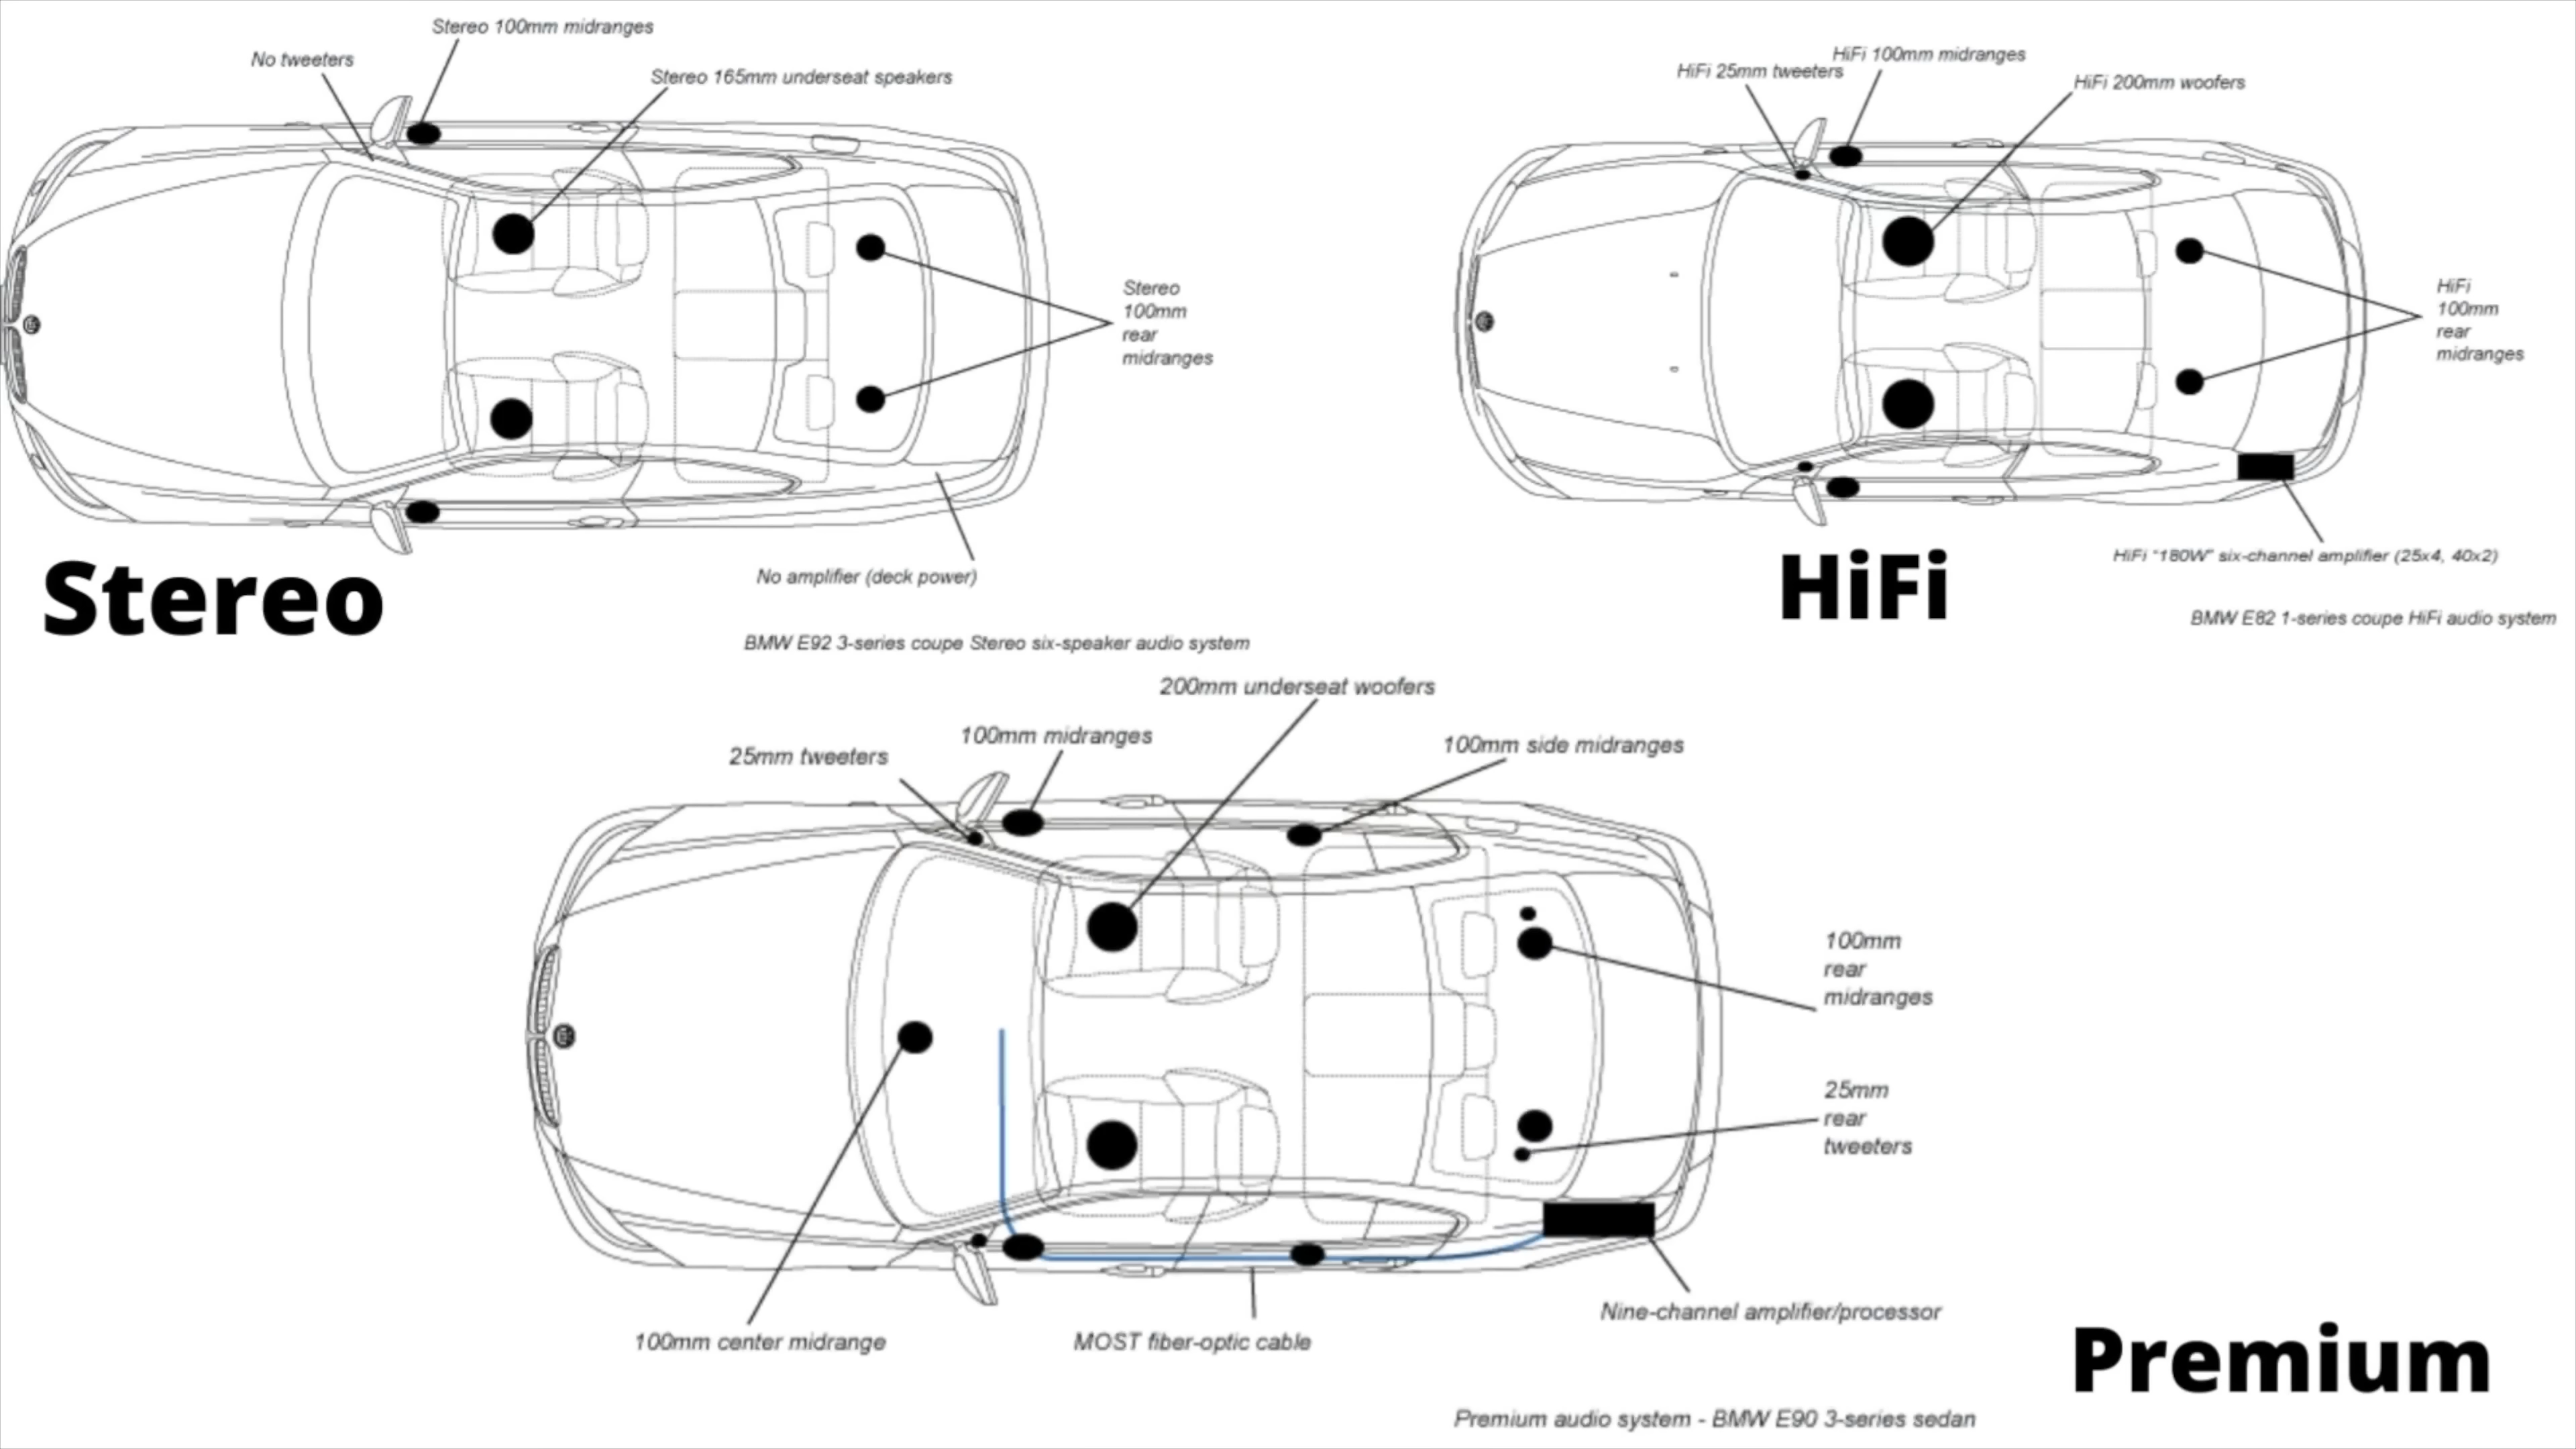 Stereo 100mm midranges
No tweeters
Stereo 165mm underseat speakers
Stereo
100mm
rear
midranges
No amplifier (deck power)
Stereo
BMW E92 3-series coupe Stereo six-speaker audio system
HiFi 100mm midranges
HiFi 25mm tweeters
HiFi 200mm woofers
HiFi
100mm
rear
midranges
HiFi "180W" six-channel amplifier (25x4, 40x2)
HiFi
BMW E82 1-series coupe HiFi audio system
200mm underseat woofers
100mm midranges
25mm tweeters
100mm side midranges
100mm
rear
midranges
25mm
rear
tweeters
Nine-channel amplifier/processor
100mm center midrange
MOST fiber-optic cable
Premium
Premium audio system - BMW E90 3-series sedan